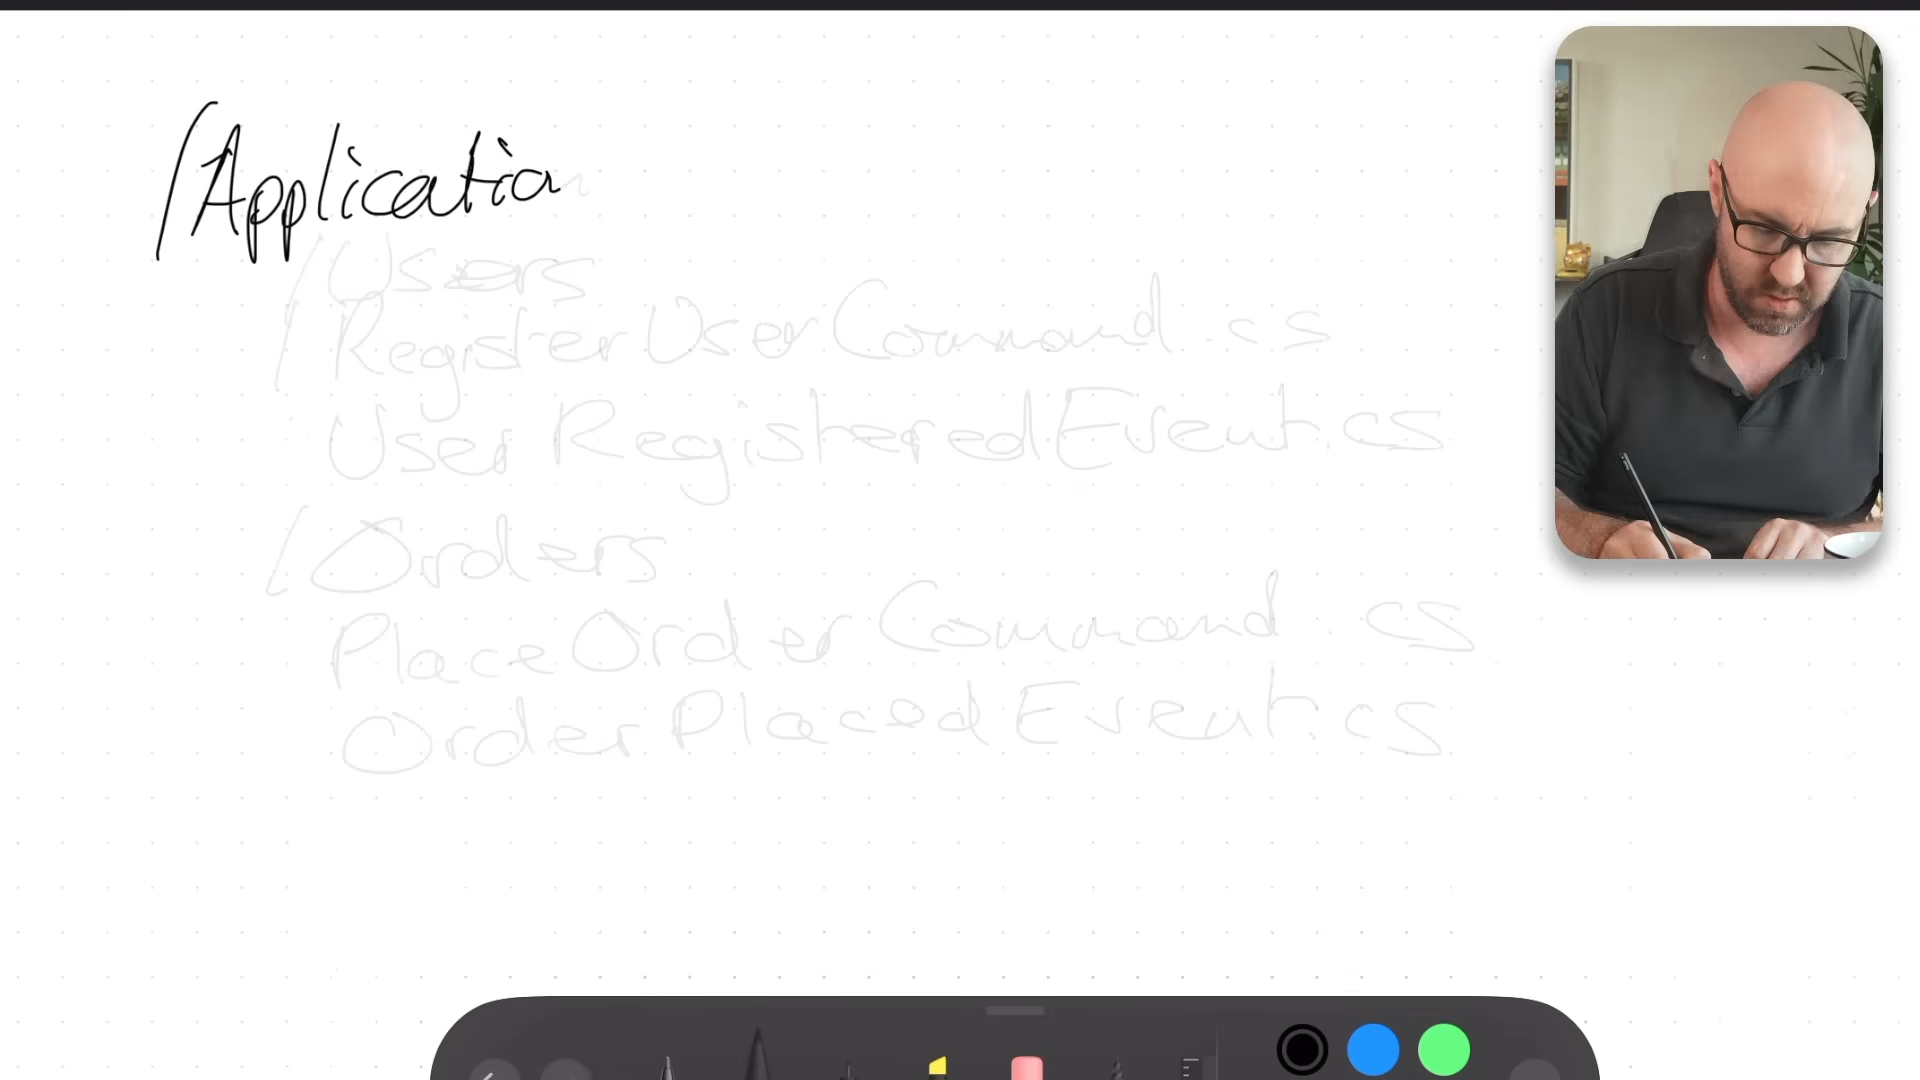 /Application
/Users
RegisterUserCommand.cs
UserRegisteredEvent.cs
/Orders
PlaceOrderCommand.cs
OrderPlacedEvent.cs